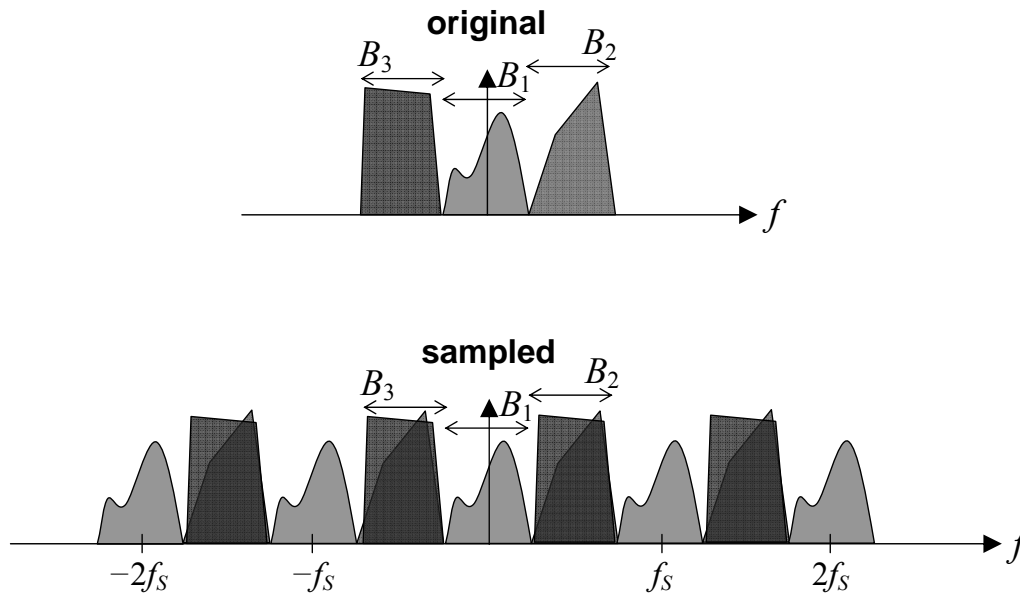 original
B₃
B₂
B₁
f
sampled
B₃
B₂
B₁
f
−2fS
−fS
fS
2fS